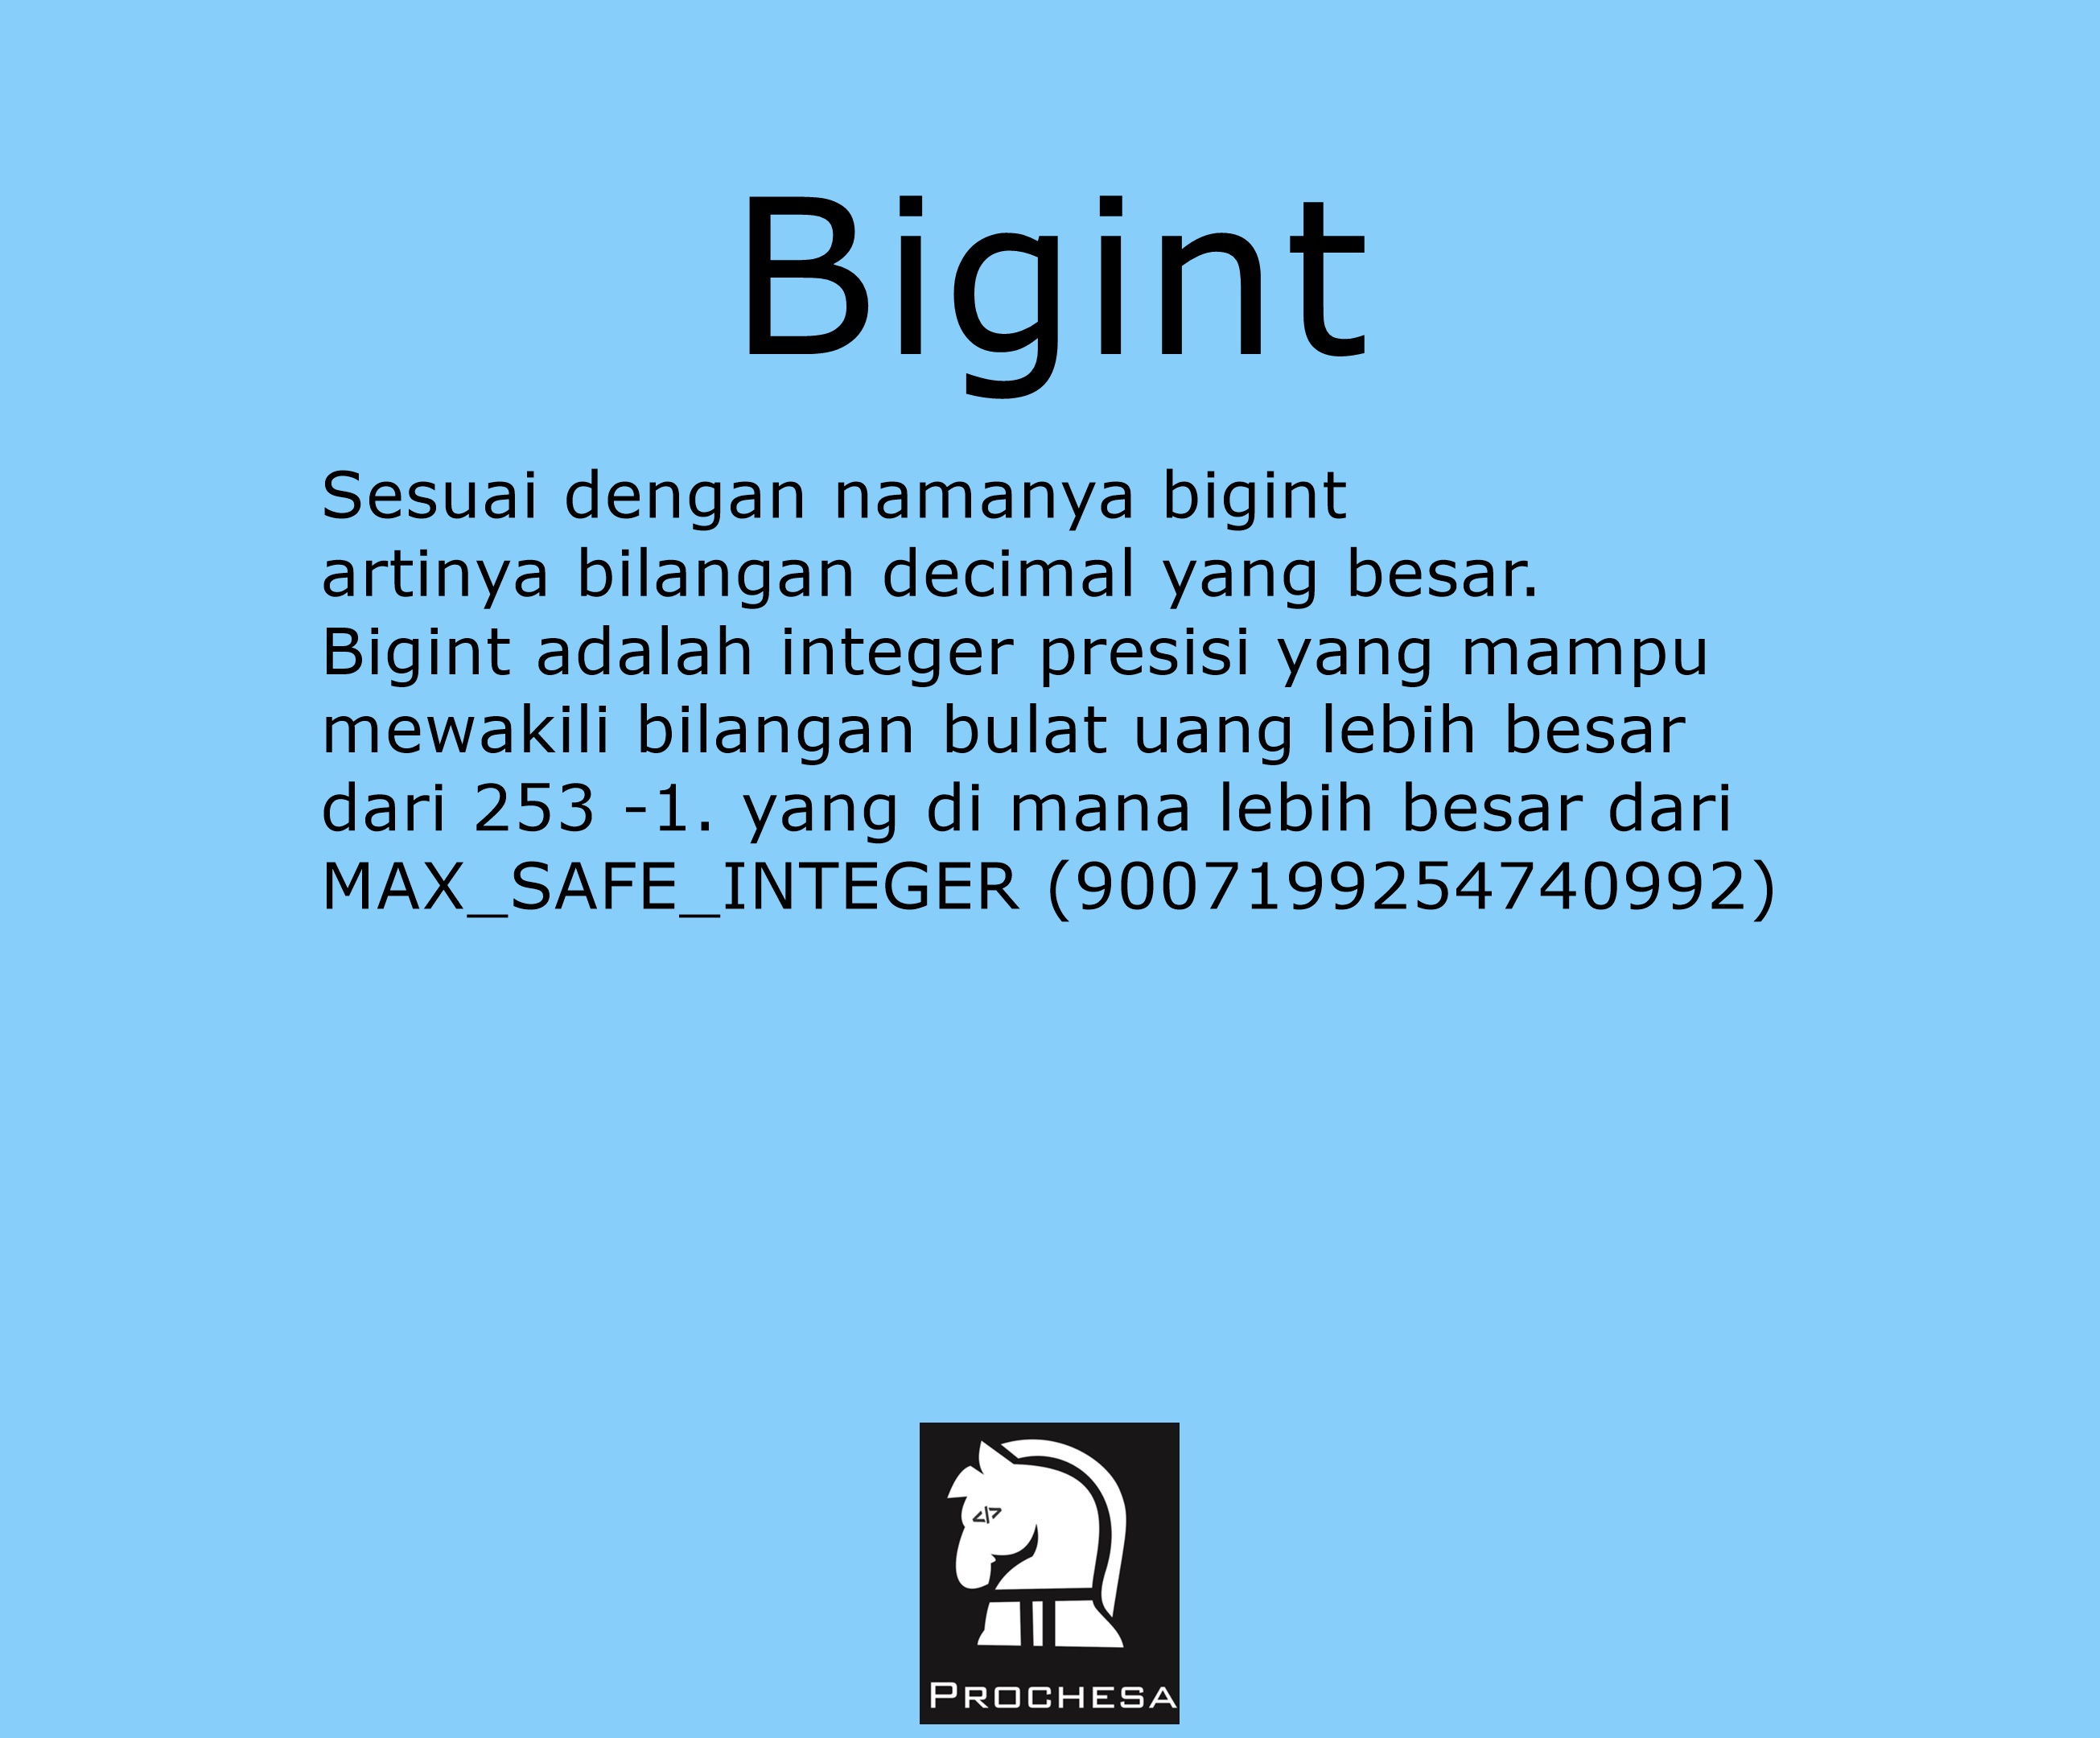 Bigint
Sesuai dengan namanya bigint
artinya bilangan decimal yang besar.
Bigint adalah integer presisi yang mampu
mewakili bilangan bulat uang lebih besar
dari 253 -1. yang di mana lebih besar dari
MAX_SAFE_INTEGER (9007199254740992)
</>
PROCHESA